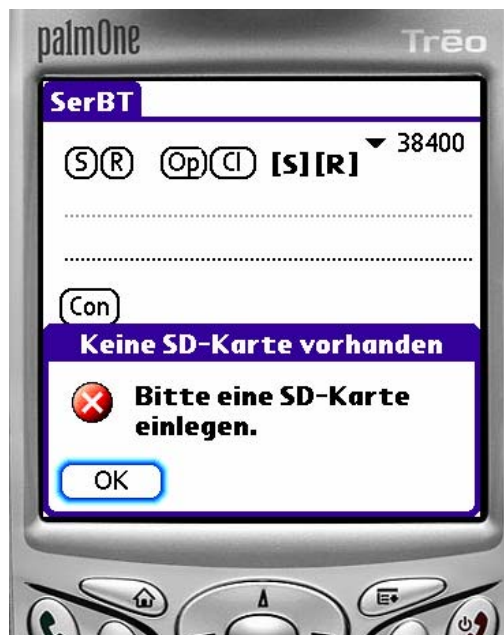 palmOne Trēo
SerBT
S R Op Cl [S] [R] 38400
Con
Keine SD-Karte vorhanden
Bitte eine SD-Karte
einlegen.
OK